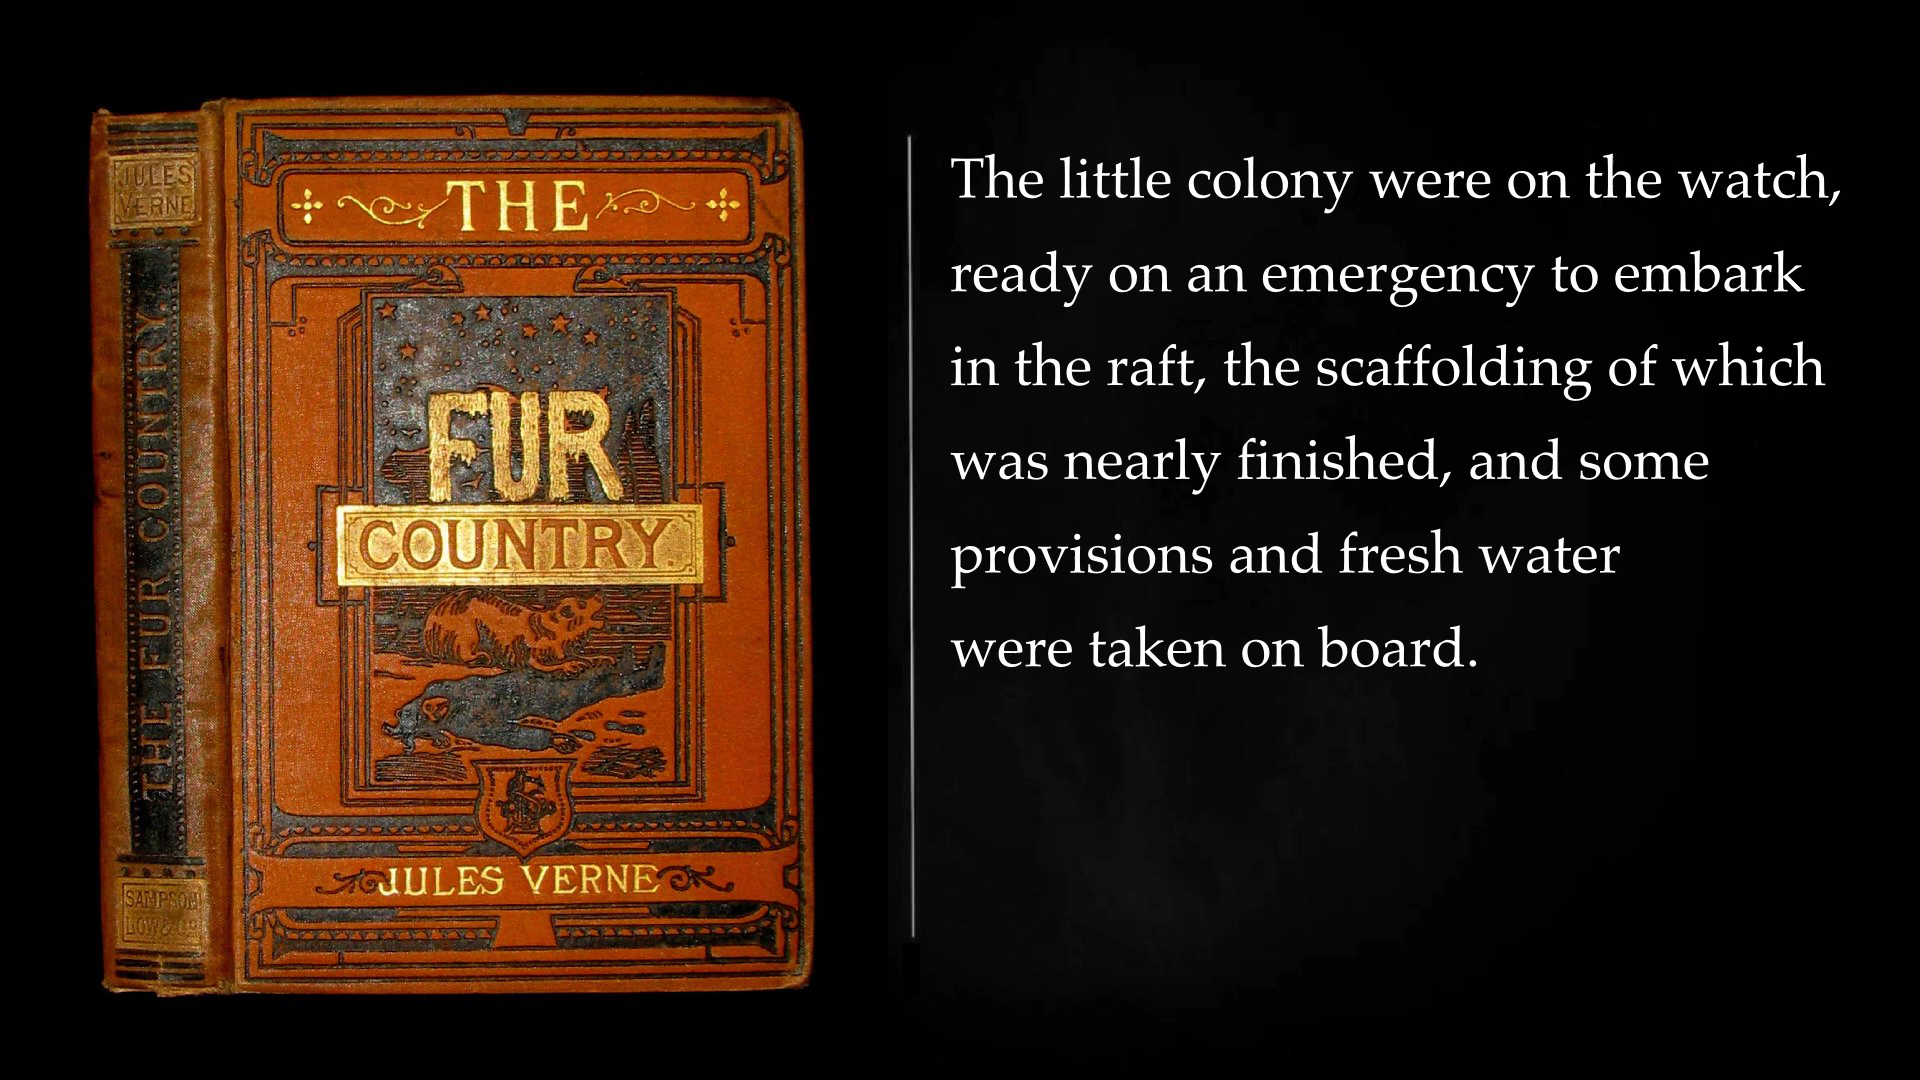 JULES
VERNE
THE FUR COUNTRY.
SAMPSON
LOW & Co
THE
FUR
COUNTRY.
JULES VERNE
The little colony were on the watch,
ready on an emergency to embark
in the raft, the scaffolding of which
was nearly finished, and some
provisions and fresh water
were taken on board.